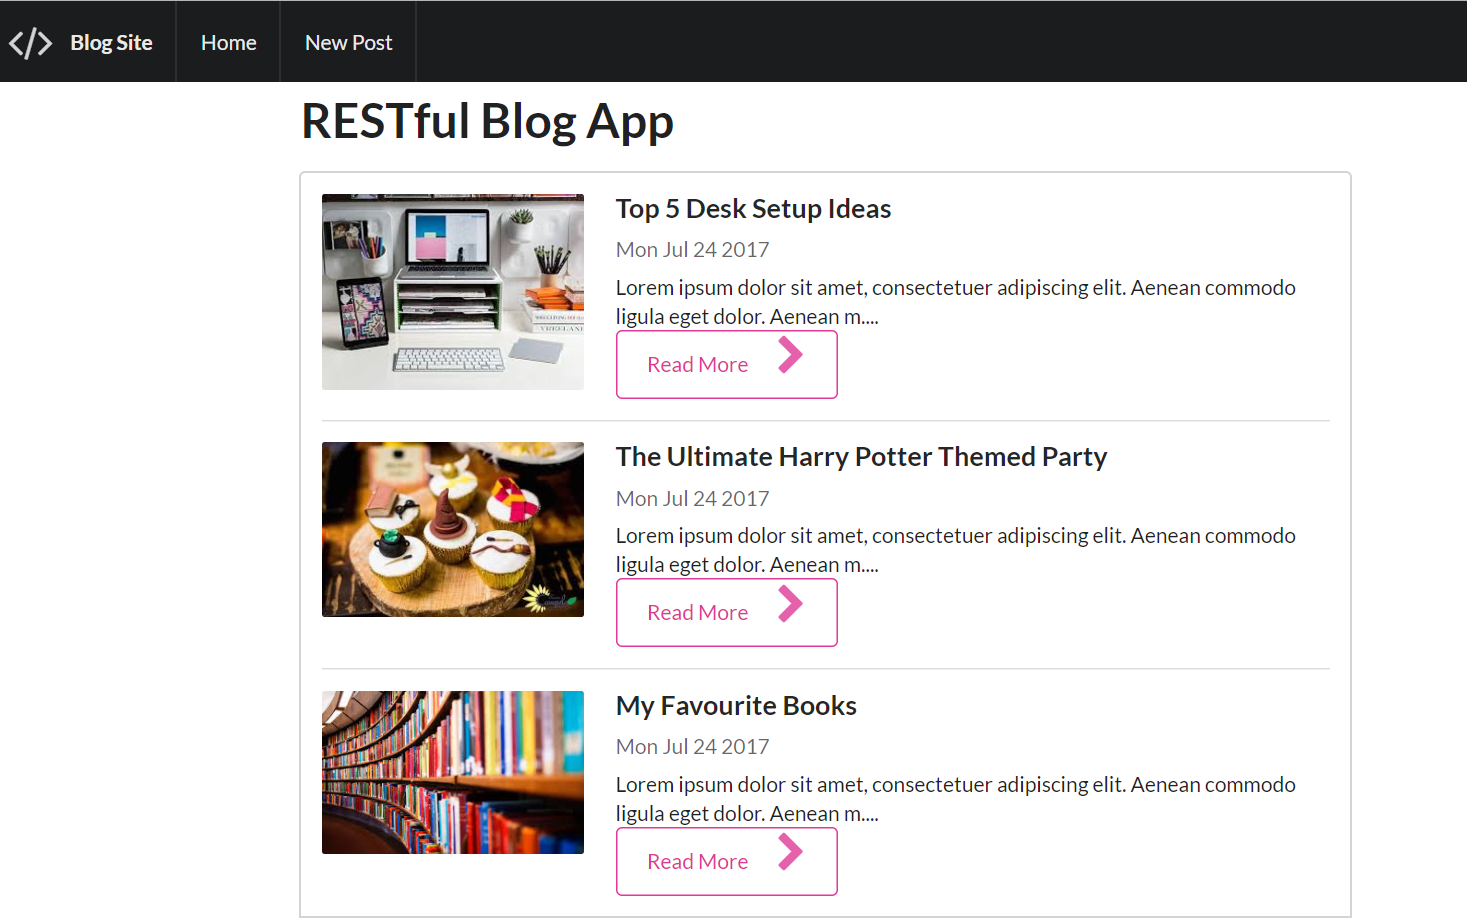 </> Blog Site Home New Post
RESTful Blog App
Top 5 Desk Setup Ideas
Mon Jul 24 2017
Lorem ipsum dolor sit amet, consectetuer adipiscing elit. Aenean commodo
ligula eget dolor. Aenean m....
Read More
VREELAND
The Ultimate Harry Potter Themed Party
Mon Jul 24 2017
Lorem ipsum dolor sit amet, consectetuer adipiscing elit. Aenean commodo
ligula eget dolor. Aenean m....
Read More
My Favourite Books
Mon Jul 24 2017
Lorem ipsum dolor sit amet, consectetuer adipiscing elit. Aenean commodo
ligula eget dolor. Aenean m....
Read More